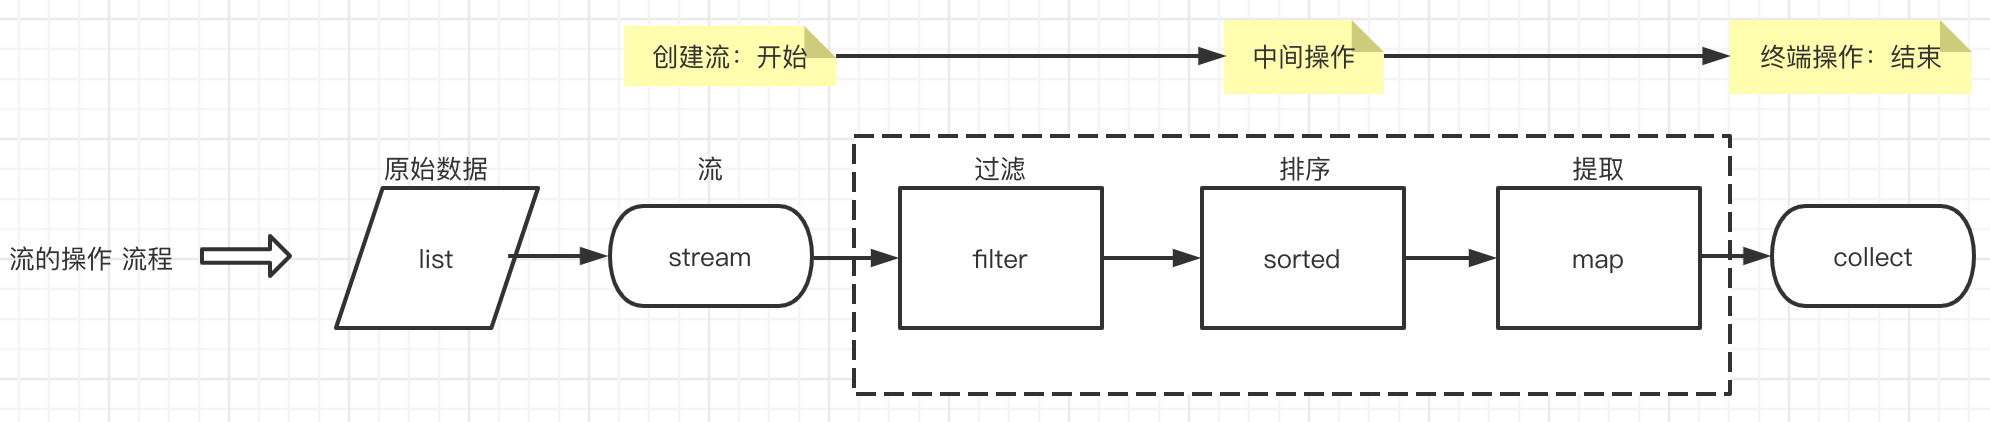 创建流：开始
中间操作
终端操作：结束
原始数据
流
过滤
排序
提取
流的操作 流程
list
stream
filter
sorted
map
collect